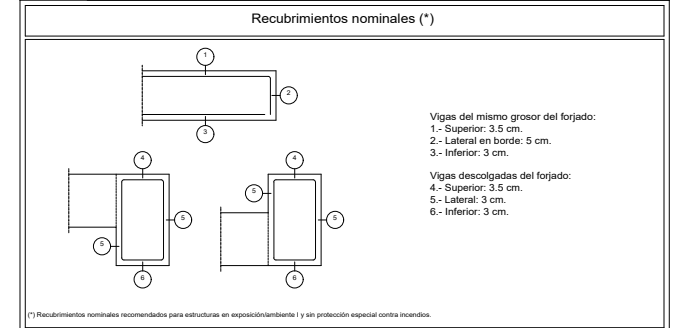 Recubrimientos nominales (*)
1
2
3
Vigas del mismo grosor del forjado:
1.- Superior: 3.5 cm.
2.- Lateral en borde: 5 cm.
3.- Inferior: 3 cm.
Vigas descolgadas del forjado:
4.- Superior: 3.5 cm.
5.- Lateral: 3 cm.
6.- Inferior: 3 cm.
4
5
5
6
4
5
5
6
(*) Recubrimientos nominales recomendados para estructuras en exposición/ambiente I y sin protección especial contra incendios.